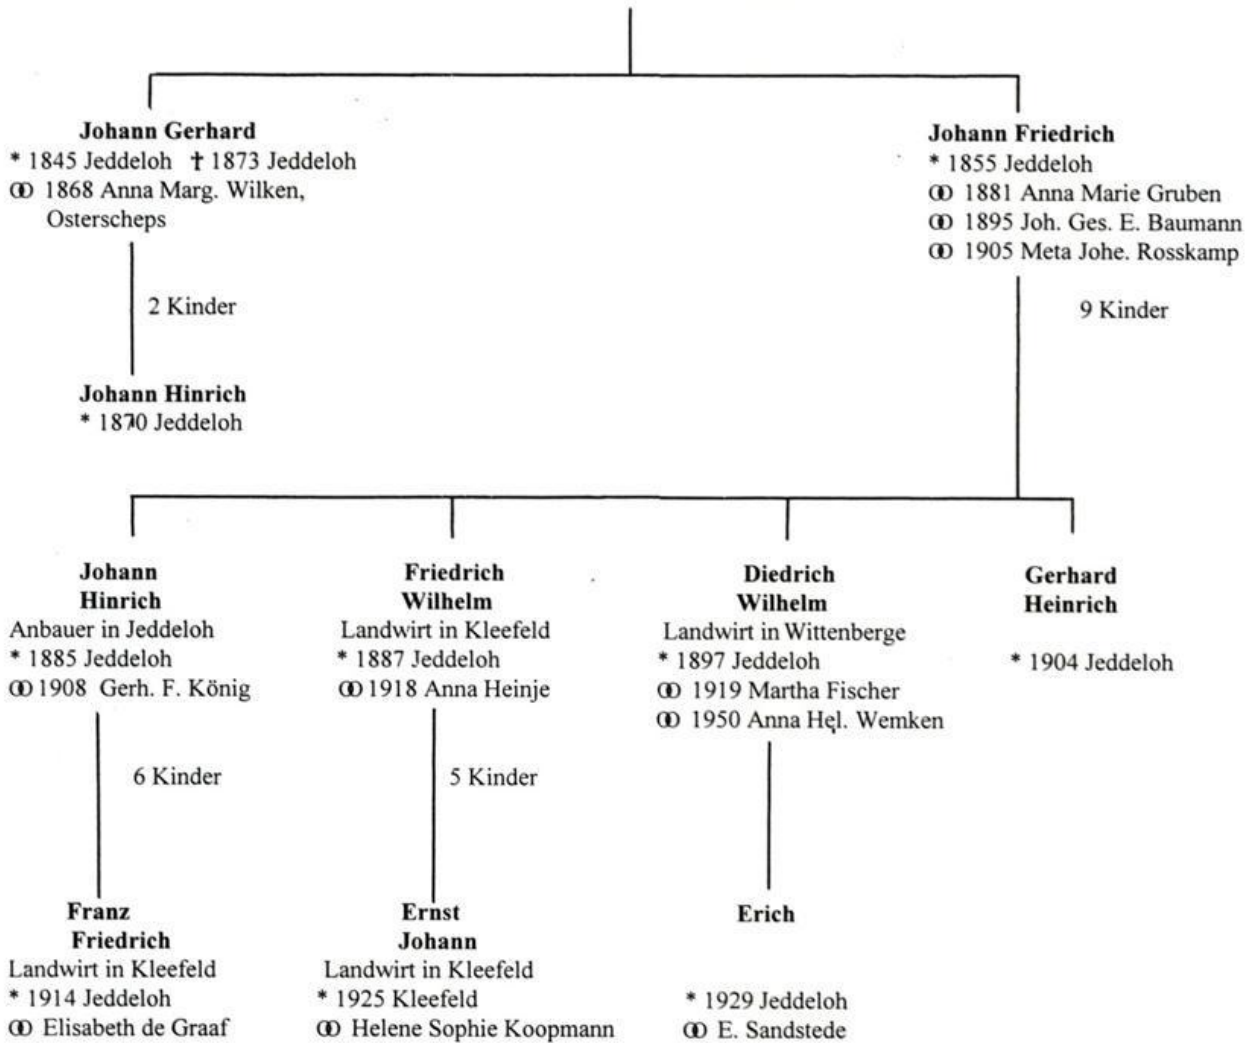 Johann Gerhard
* 1845 Jeddeloh † 1873 Jeddeloh
⚭ 1868 Anna Marg. Wilken,
Osterscheps
2 Kinder
Johann Hinrich
* 1870 Jeddeloh
Johann Friedrich
* 1855 Jeddeloh
⚭ 1881 Anna Marie Gruben
⚭ 1895 Joh. Ges. E. Baumann
⚭ 1905 Meta Johe. Rosskamp
9 Kinder
Johann
Hinrich
Anbauer in Jeddeloh
* 1885 Jeddeloh
⚭ 1908 Gerh. F. König
6 Kinder
Friedrich
Wilhelm
Landwirt in Kleefeld
* 1887 Jeddeloh
⚭ 1918 Anna Heinje
5 Kinder
Diedrich
Wilhelm
Landwirt in Wittenberge
* 1897 Jeddeloh
⚭ 1919 Martha Fischer
⚭ 1950 Anna Hel. Wemken
Gerhard
Heinrich
* 1904 Jeddeloh
Franz
Friedrich
Landwirt in Kleefeld
* 1914 Jeddeloh
⚭ Elisabeth de Graaf
Ernst
Johann
Landwirt in Kleefeld
* 1925 Kleefeld
⚭ Helene Sophie Koopmann
Erich
* 1929 Jeddeloh
⚭ E. Sandstede